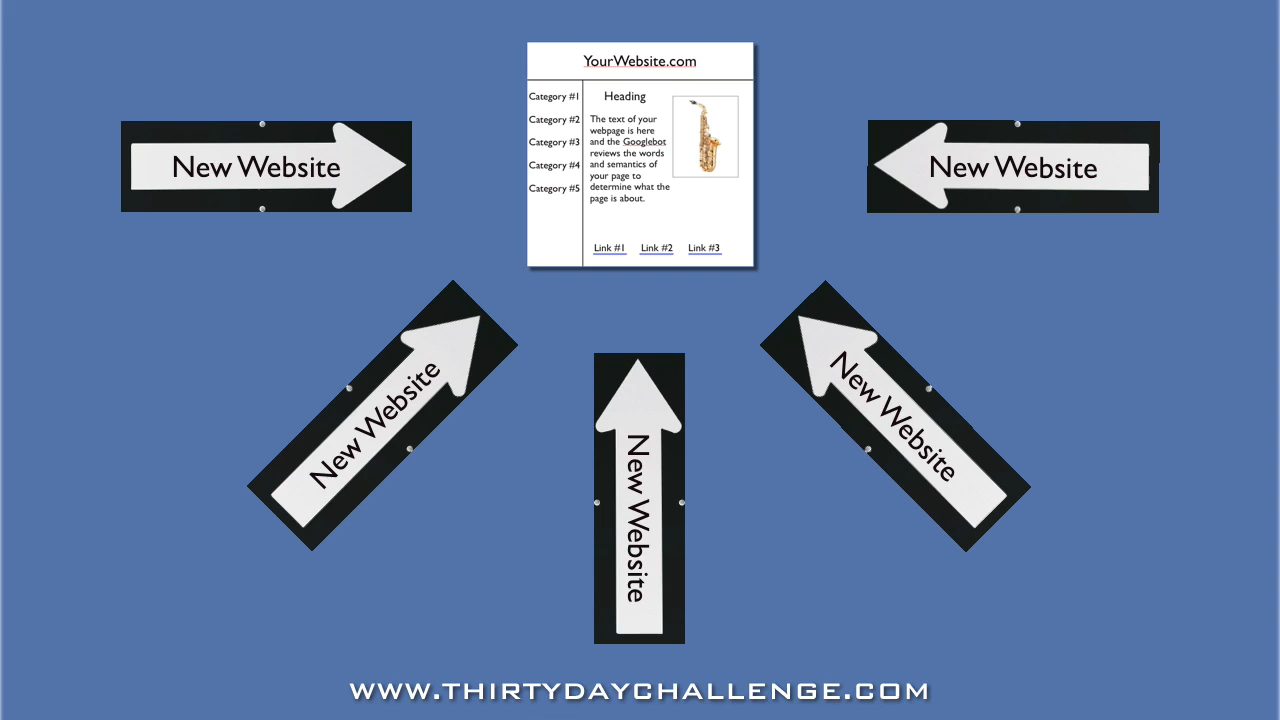 YourWebsite.com
Category #1
Category #2
Category #3
Category #4
Category #5
Heading
The text of your
webpage is here
and the Googlebot
reviews the words
and semantics of
your page to
determine what the
page is about.
Link #1 Link #2 Link #3
New Website
New Website
New Website
New Website
New Website
WWW.THIRTYDAYCHALLENGE.COM